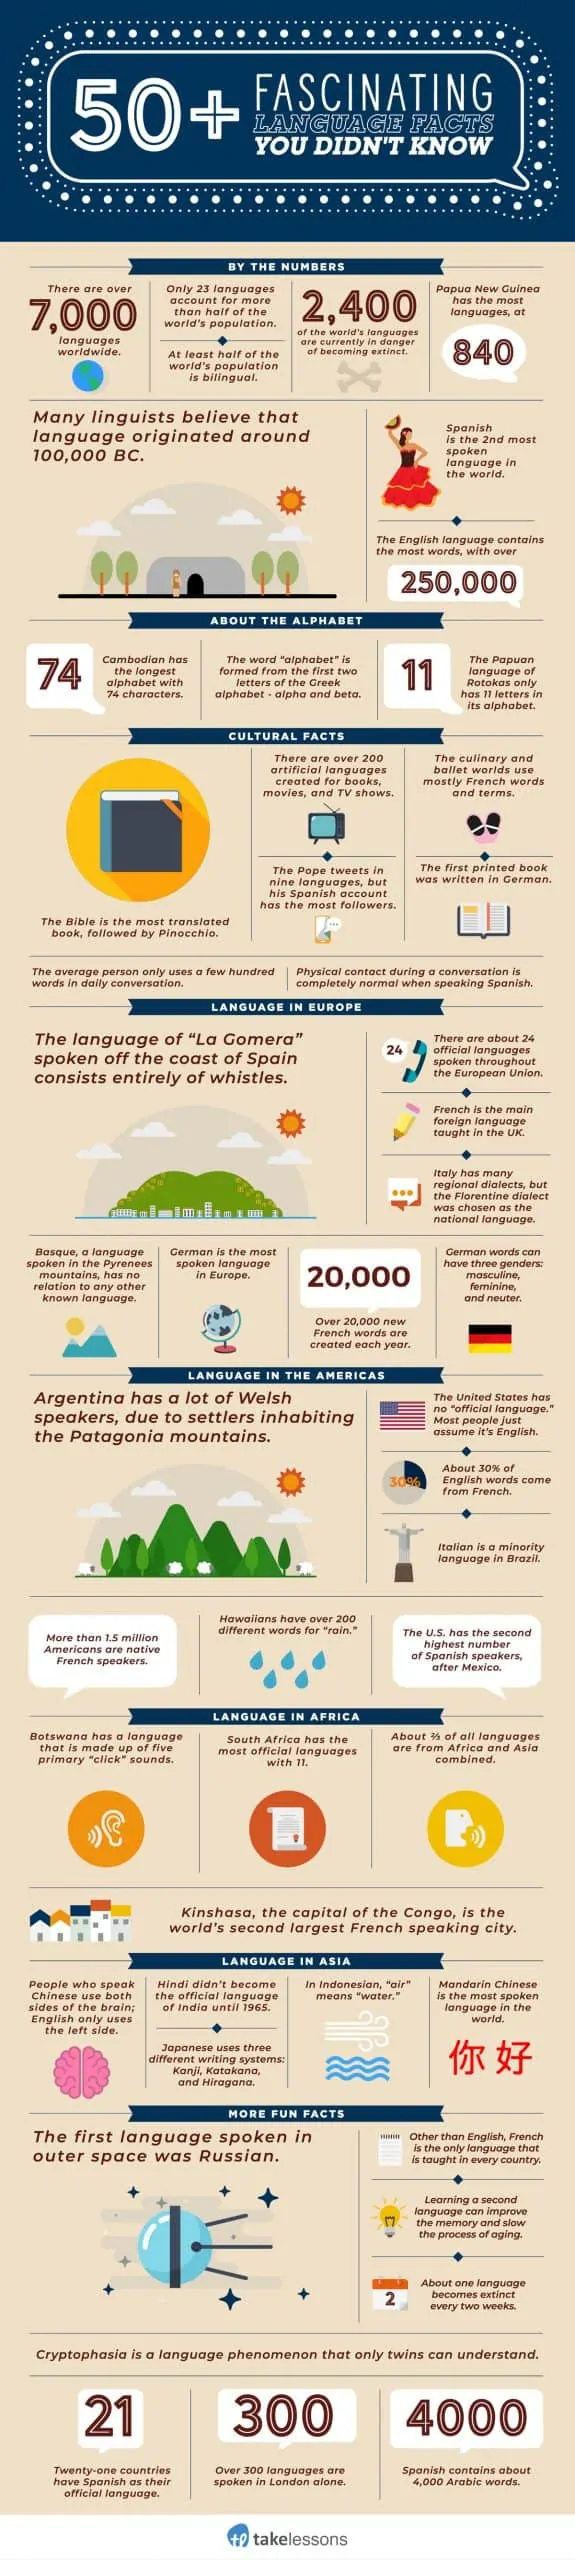 50+
FASCINATING
LANGUAGE FACTS
YOU DIDN'T KNOW
BY THE NUMBERS
There are over
7,000
languages
worldwide.
Only 23 languages
account for more
than half of the
world's population.
At least half of the
world's population
is bilingual.
2,400
of the world's languages
are currently in danger
of becoming extinct.
Papua New Guinea
has the most
languages, at
840
Many linguists believe that
language originated around
100,000 BC.
Spanish
is the 2nd most
spoken
language in
the world.
The English language contains
the most words, with over
250,000
ABOUT THE ALPHABET
74
Cambodian has
the longest
alphabet with
74 characters.
The word “alphabet” is
formed from the first two
letters of the Greek
alphabet - alpha and beta.
11
The Papuan
language of
Rotokas only
has 11 letters in
its alphabet.
CULTURAL FACTS
The Bible is the most translated
book, followed by Pinocchio.
There are over 200
artificial languages
created for books,
movies, and TV shows.
The Pope tweets in
nine languages, but
his Spanish account
has the most followers.
The culinary and
ballet worlds use
mostly French words
and terms.
The first printed book
was written in German.
The average person only uses a few hundred
words in daily conversation.
Physical contact during a conversation is
completely normal when speaking Spanish.
LANGUAGE IN EUROPE
The language of “La Gomera”
spoken off the coast of Spain
consists entirely of whistles.
24
There are about 24
official languages
spoken throughout
the European Union.
French is the main
foreign language
taught in the UK.
Italy has many
regional dialects, but
the Florentine dialect
was chosen as the
national language.
Basque, a language
spoken in the Pyrenees
mountains, has no
relation to any other
known language.
German is the most
spoken language
in Europe.
20,000
Over 20,000 new
French words are
created each year.
German words can
have three genders:
masculine,
feminine,
and neuter.
LANGUAGE IN THE AMERICAS
Argentina has a lot of Welsh
speakers, due to settlers inhabiting
the Patagonia mountains.
The United States has
no “official language.”
Most people just
assume it's English.
30%
About 30% of
English words come
from French.
Italian is a minority
language in Brazil.
More than 1.5 million
Americans are native
French speakers.
Hawaiians have over 200
different words for “rain.”
The U.S. has the second
highest number
of Spanish speakers,
after Mexico.
LANGUAGE IN AFRICA
Botswana has a language
that is made up of five
primary “click” sounds.
South Africa has the
most official languages
with 11.
About ⅔ of all languages
are from Africa and Asia
combined.
Kinshasa, the capital of the Congo, is the
world's second largest French speaking city.
LANGUAGE IN ASIA
People who speak
Chinese use both
sides of the brain;
English only uses
the left side.
Hindi didn't become
the official language
of India until 1965.
Japanese uses three
different writing systems:
Kanji, Katakana,
and Hiragana.
In Indonesian, “air”
means “water.”
Mandarin Chinese
is the most spoken
language in the
world.
你好
MORE FUN FACTS
The first language spoken in
outer space was Russian.
Other than English, French
is the only language that
is taught in every country.
Learning a second
language can improve
the memory and slow
the process of aging.
2
About one language
becomes extinct
every two weeks.
Cryptophasia is a language phenomenon that only twins can understand.
21
Twenty-one countries
have Spanish as their
official language.
300
Over 300 languages are
spoken in London alone.
4000
Spanish contains about
4,000 Arabic words.
tl takelessons